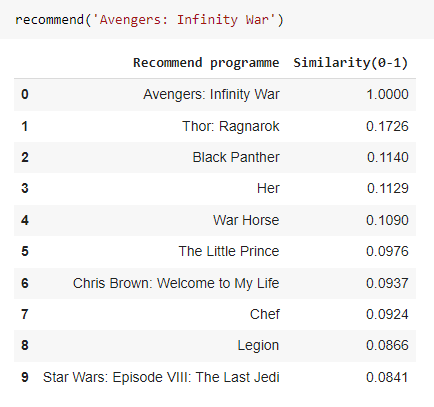 recommend('Avengers: Infinity War')
Recommend programme Similarity(0-1)
0 Avengers: Infinity War 1.0000
1 Thor: Ragnarok 0.1726
2 Black Panther 0.1140
3 Her 0.1129
4 War Horse 0.1090
5 The Little Prince 0.0976
6 Chris Brown: Welcome to My Life 0.0937
7 Chef 0.0924
8 Legion 0.0866
9 Star Wars: Episode VIII: The Last Jedi 0.0841